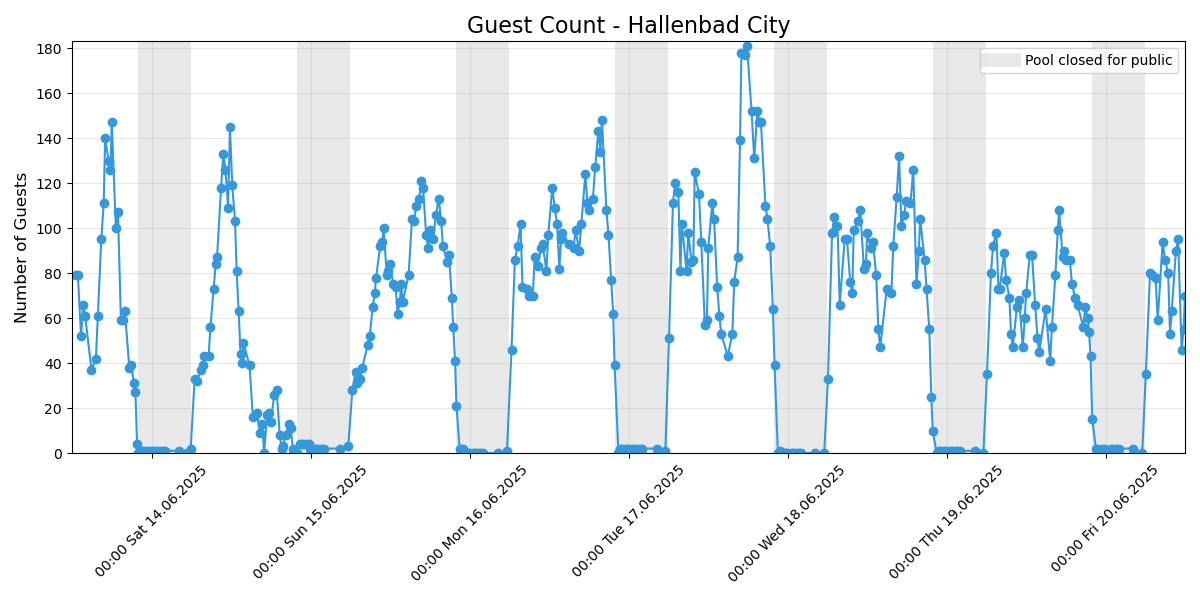 Guest Count - Hallenbad City
Pool closed for public
Number of Guests
180
160
140
120
100
80
60
40
20
0
00:00 Sat 14.06.2025
00:00 Sun 15.06.2025
00:00 Mon 16.06.2025
00:00 Tue 17.06.2025
00:00 Wed 18.06.2025
00:00 Thu 19.06.2025
00:00 Fri 20.06.2025